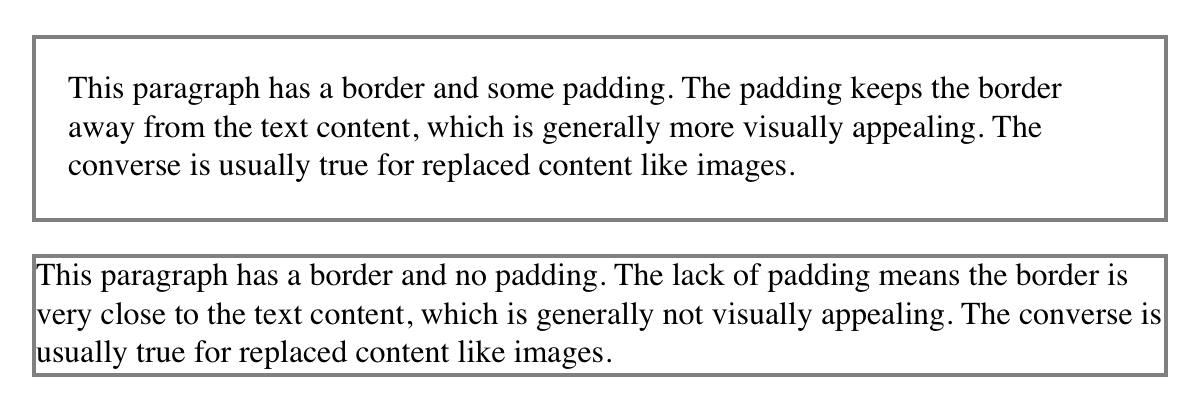 This paragraph has a border and some padding. The padding keeps the border
away from the text content, which is generally more visually appealing. The
converse is usually true for replaced content like images.
This paragraph has a border and no padding. The lack of padding means the border is
very close to the text content, which is generally not visually appealing. The converse is
usually true for replaced content like images.